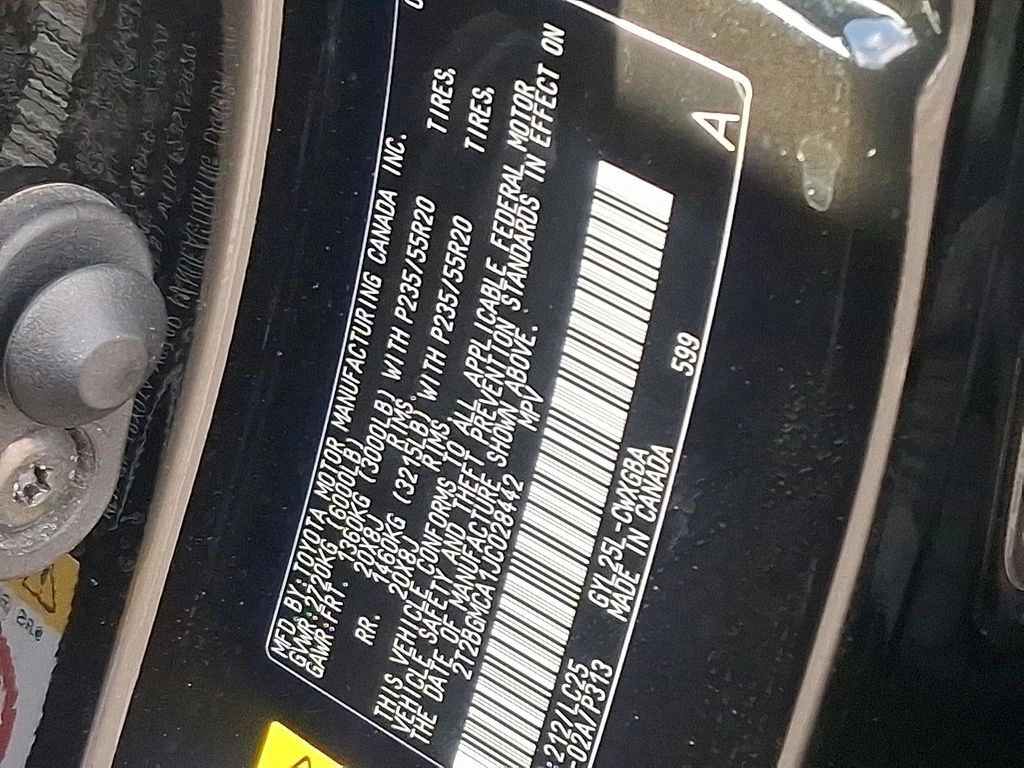 MFD. BY: TOYOTA MOTOR MANUFACTURING CANADA INC.
GVWR: 2720KG (6000LB)
GAWR: FRT. 1360KG (3000LB) WITH P235/55R20 TIRES,
20X8J RIMS
RR. 1460KG (3215LB) WITH P235/55R20 TIRES,
20X8J RIMS
THIS VEHICLE CONFORMS TO ALL APPLICABLE FEDERAL MOTOR
VEHICLE SAFETY AND THEFT PREVENTION STANDARDS IN EFFECT ON
THE DATE OF MANUFACTURE SHOWN ABOVE.
2T2BGMCA1JC028442 MPV
A
:212/LC25 GYL25L-CWXGBA 599
-02A/P313 MADE IN CANADA